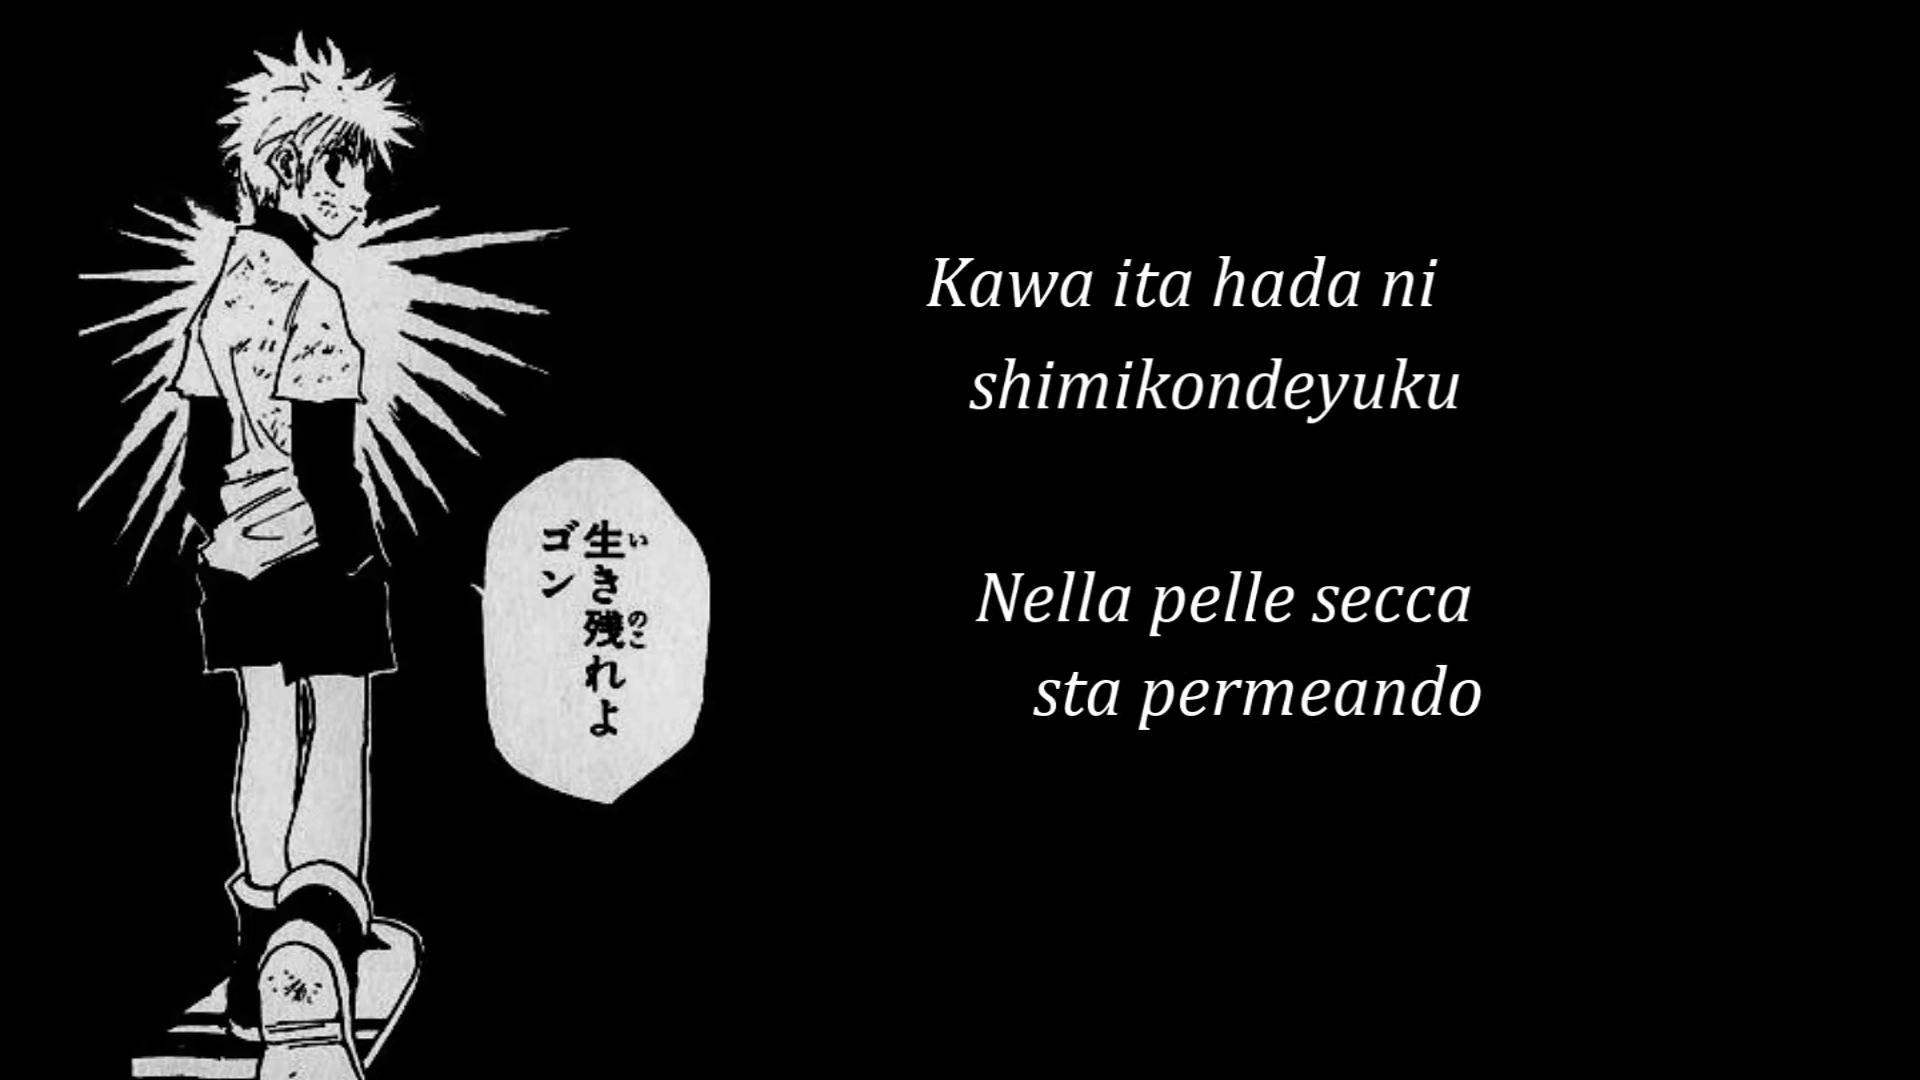 生き残れよ
ゴン
Kawa ita hada ni
shimikondeyuku
Nella pelle secca
sta permeando